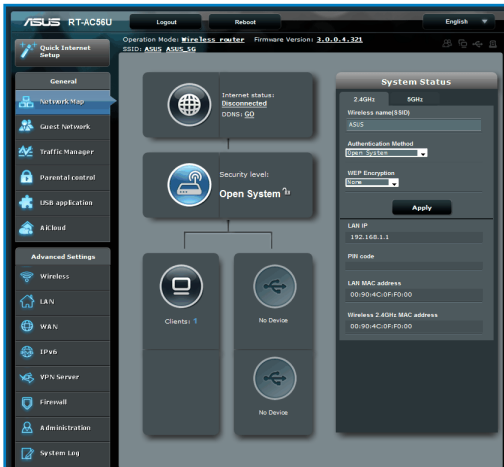 ASUS RT-AC56U
Logout
Reboot
English
Operation Mode: Wireless router Firmware Version: 3.0.0.4.321
SSID: ASUS ASUS_5G
Quick Internet
Setup
General
Network Map
Guest Network
Traffic Manager
Parental control
USB application
AiCloud
Advanced Settings
Wireless
LAN
WAN
IPv6
VPN Server
Firewall
Administration
System Log
Internet status:
Disconnected
DDNS: GO
Security level:
Open System
Clients: 1
No Device
No Device
System Status
2.4GHz 5GHz
Wireless name(SSID)
ASUS
Authentication Method
Open System
WEP Encryption
None
Apply
LAN IP
192.168.1.1
PIN code
LAN MAC address
00:90:4C:0F:F0:00
Wireless 2.4GHz MAC address
00:90:4C:0F:F0:00